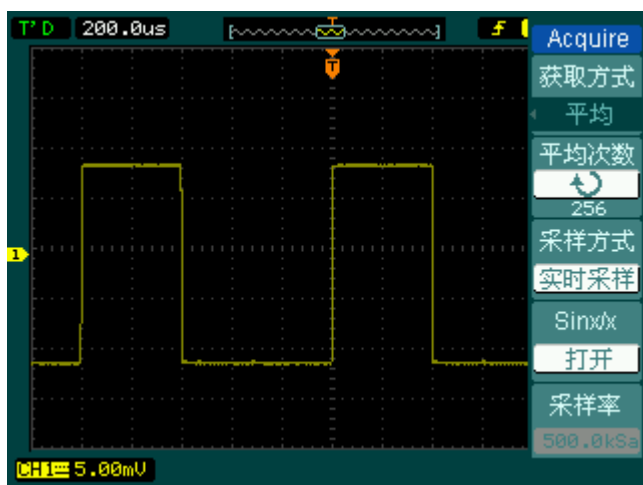 T'D 200.0us
T
T
Acquire
获取方式
平均
平均次数
256
采样方式
实时采样
Sinx/x
打开
采样率
500.0kSa
1
CH1 5.00mV